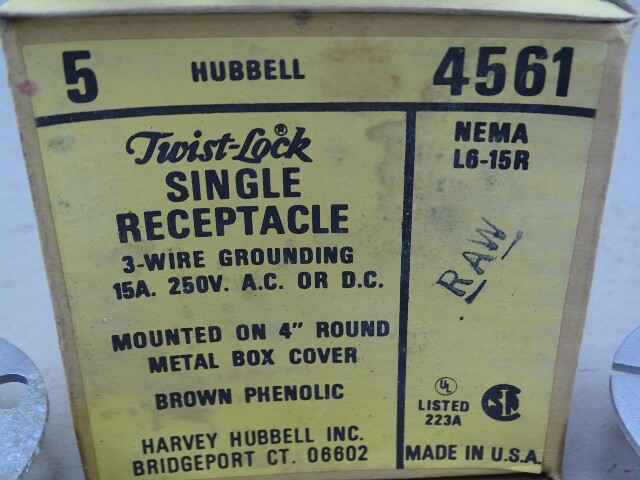 5 HUBBELL 4561
Twist-Lock®
SINGLE
RECEPTACLE
3-WIRE GROUNDING
15A. 250V. A.C. OR D.C.
MOUNTED ON 4" ROUND
METAL BOX COVER
BROWN PHENOLIC
HARVEY HUBBELL INC.
BRIDGEPORT CT. 06602
NEMA
L6-15R
RAW
UL
LISTED
223A
SA
MADE IN U.S.A.